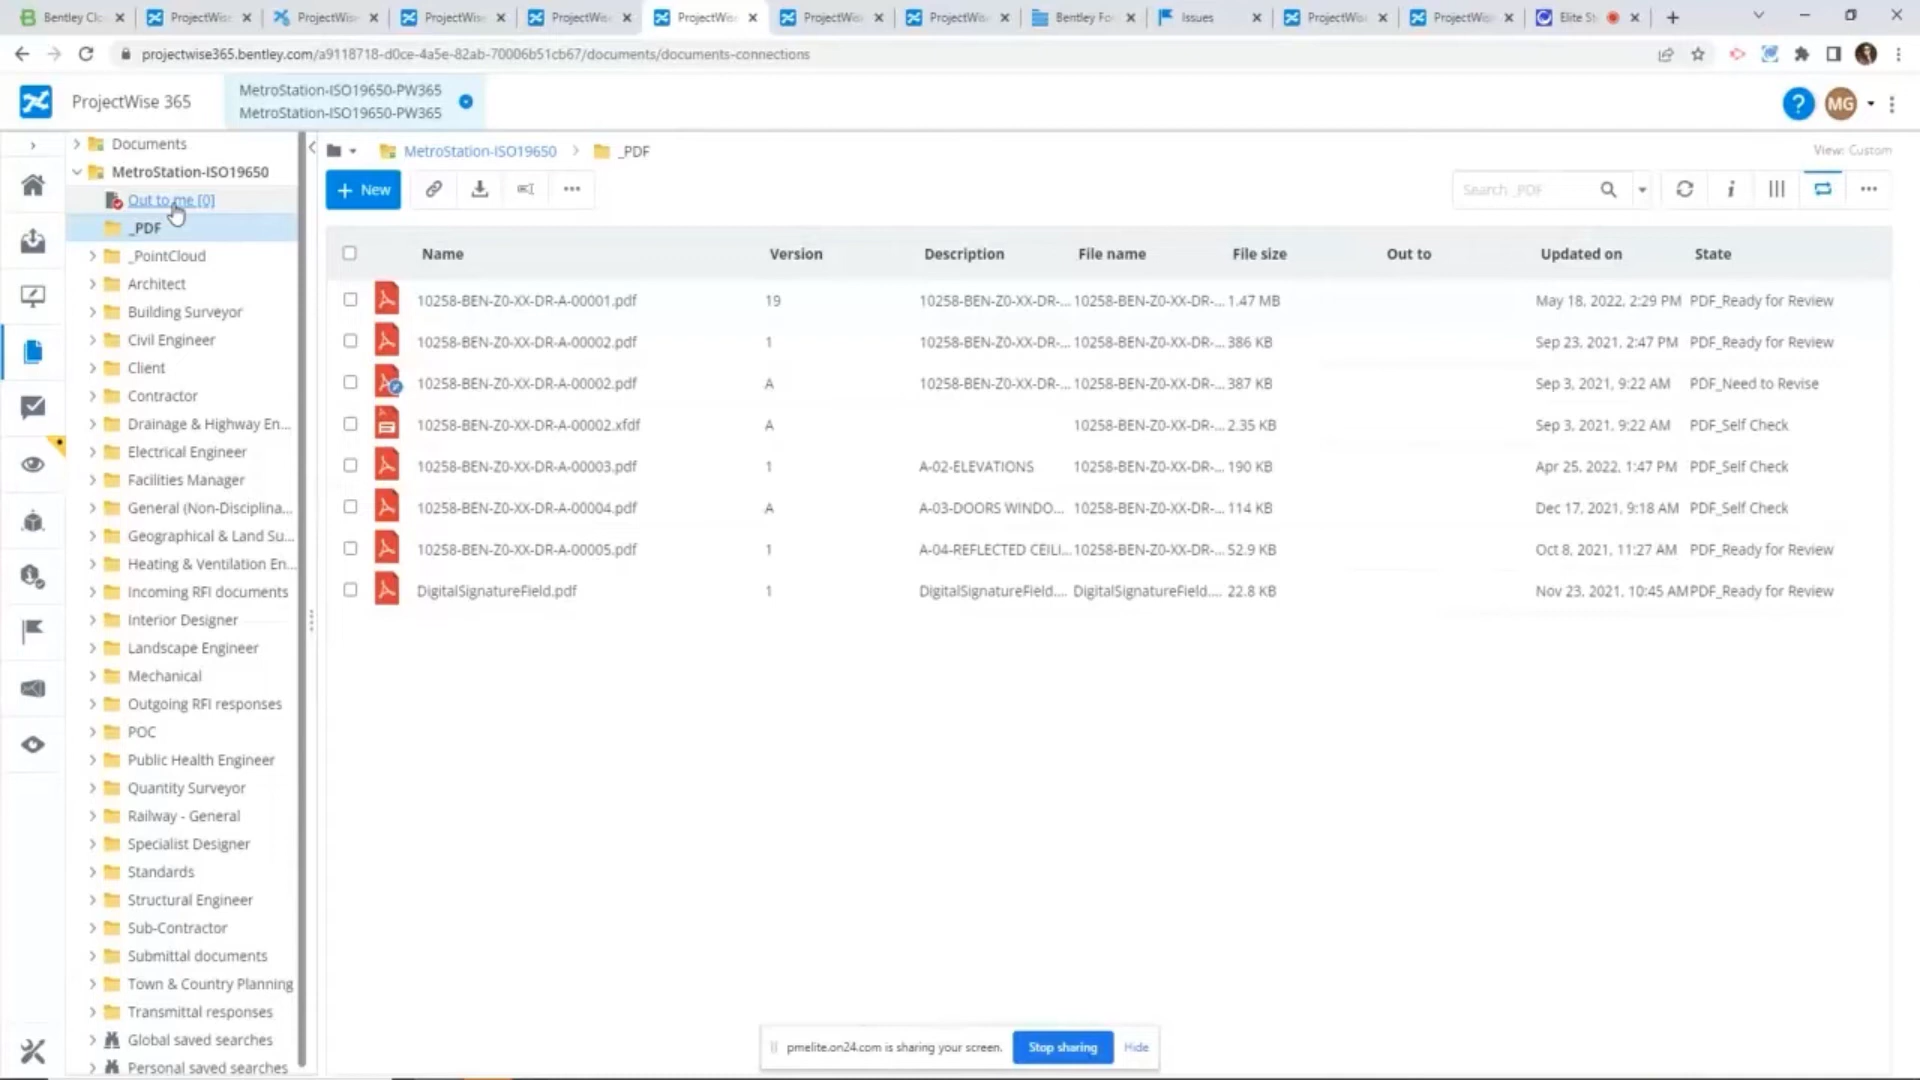 Bentley Cl
ProjectWis
ProjectWis
ProjectWis
ProjectWis
ProjectWis
ProjectWis
ProjectWis
Bentley Fo
Issues
ProjectWis
ProjectWis
Elite St
projectwise365.bentley.com/a9118718-d0ce-4a5e-82ab-70006b51cb67/documents/documents-connections
ProjectWise 365
MetroStation-ISO19650-PW365
MetroStation-ISO19650-PW365
?
MG
Documents
MetroStation-ISO19650
Out to me [0]
_PDF
_PointCloud
Architect
Building Surveyor
Civil Engineer
Client
Contractor
Drainage & Highway En...
Electrical Engineer
Facilities Manager
General (Non-Disciplina...
Geographical & Land Su...
Heating & Ventilation En...
Incoming RFI documents
Interior Designer
Landscape Engineer
Mechanical
Outgoing RFI responses
POC
Public Health Engineer
Quantity Surveyor
Railway - General
Specialist Designer
Standards
Structural Engineer
Sub-Contractor
Submittal documents
Town & Country Planning
Transmittal responses
Global saved searches
Personal saved searches
MetroStation-ISO19650 > _PDF
View: Custom
+ New
Search _PDF
Name Version Description File name File size Out to Updated on State
10258-BEN-Z0-XX-DR-A-00001.pdf 19 10258-BEN-Z0-XX-DR-... 10258-BEN-Z0-XX-DR-... 1.47 MB May 18, 2022, 2:29 PM PDF_Ready for Review
10258-BEN-Z0-XX-DR-A-00002.pdf 1 10258-BEN-Z0-XX-DR-... 10258-BEN-Z0-XX-DR-... 386 KB Sep 23, 2021, 2:47 PM PDF_Ready for Review
10258-BEN-Z0-XX-DR-A-00002.pdf A 10258-BEN-Z0-XX-DR-... 10258-BEN-Z0-XX-DR-... 387 KB Sep 3, 2021, 9:22 AM PDF_Need to Revise
10258-BEN-Z0-XX-DR-A-00002.xfdf A 10258-BEN-Z0-XX-DR-... 2.35 KB Sep 3, 2021, 9:22 AM PDF_Self Check
10258-BEN-Z0-XX-DR-A-00003.pdf 1 A-02-ELEVATIONS 10258-BEN-Z0-XX-DR-... 190 KB Apr 25, 2022, 1:47 PM PDF_Self Check
10258-BEN-Z0-XX-DR-A-00004.pdf A A-03-DOORS WINDO... 10258-BEN-Z0-XX-DR-... 114 KB Dec 17, 2021, 9:18 AM PDF_Self Check
10258-BEN-Z0-XX-DR-A-00005.pdf 1 A-04-REFLECTED CEILI... 10258-BEN-Z0-XX-DR-... 52.9 KB Oct 8, 2021, 11:27 AM PDF_Ready for Review
DigitalSignatureField.pdf 1 DigitalSignatureField.... DigitalSignatureField.... 22.8 KB Nov 23, 2021, 10:45 AM PDF_Ready for Review
pmelite.on24.com is sharing your screen.
Stop sharing
Hide